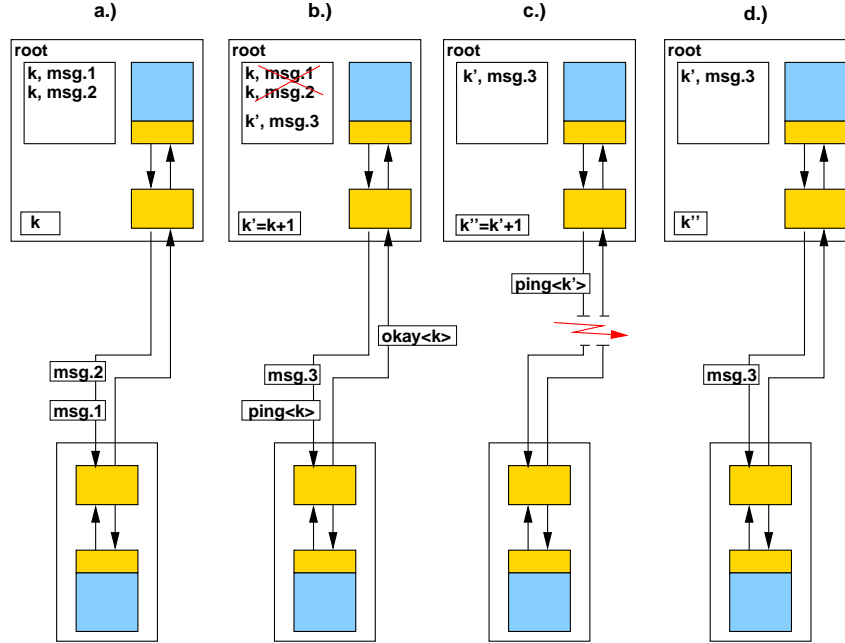 a.)
b.)
c.)
d.)
root
k, msg.1
k, msg.2
k
msg.2
msg.1
root
k, msg.1
k, msg.2
k', msg.3
k'=k+1
okay<k>
msg.3
ping<k>
root
k', msg.3
k''=k'+1
ping<k'>
root
k', msg.3
k''
msg.3